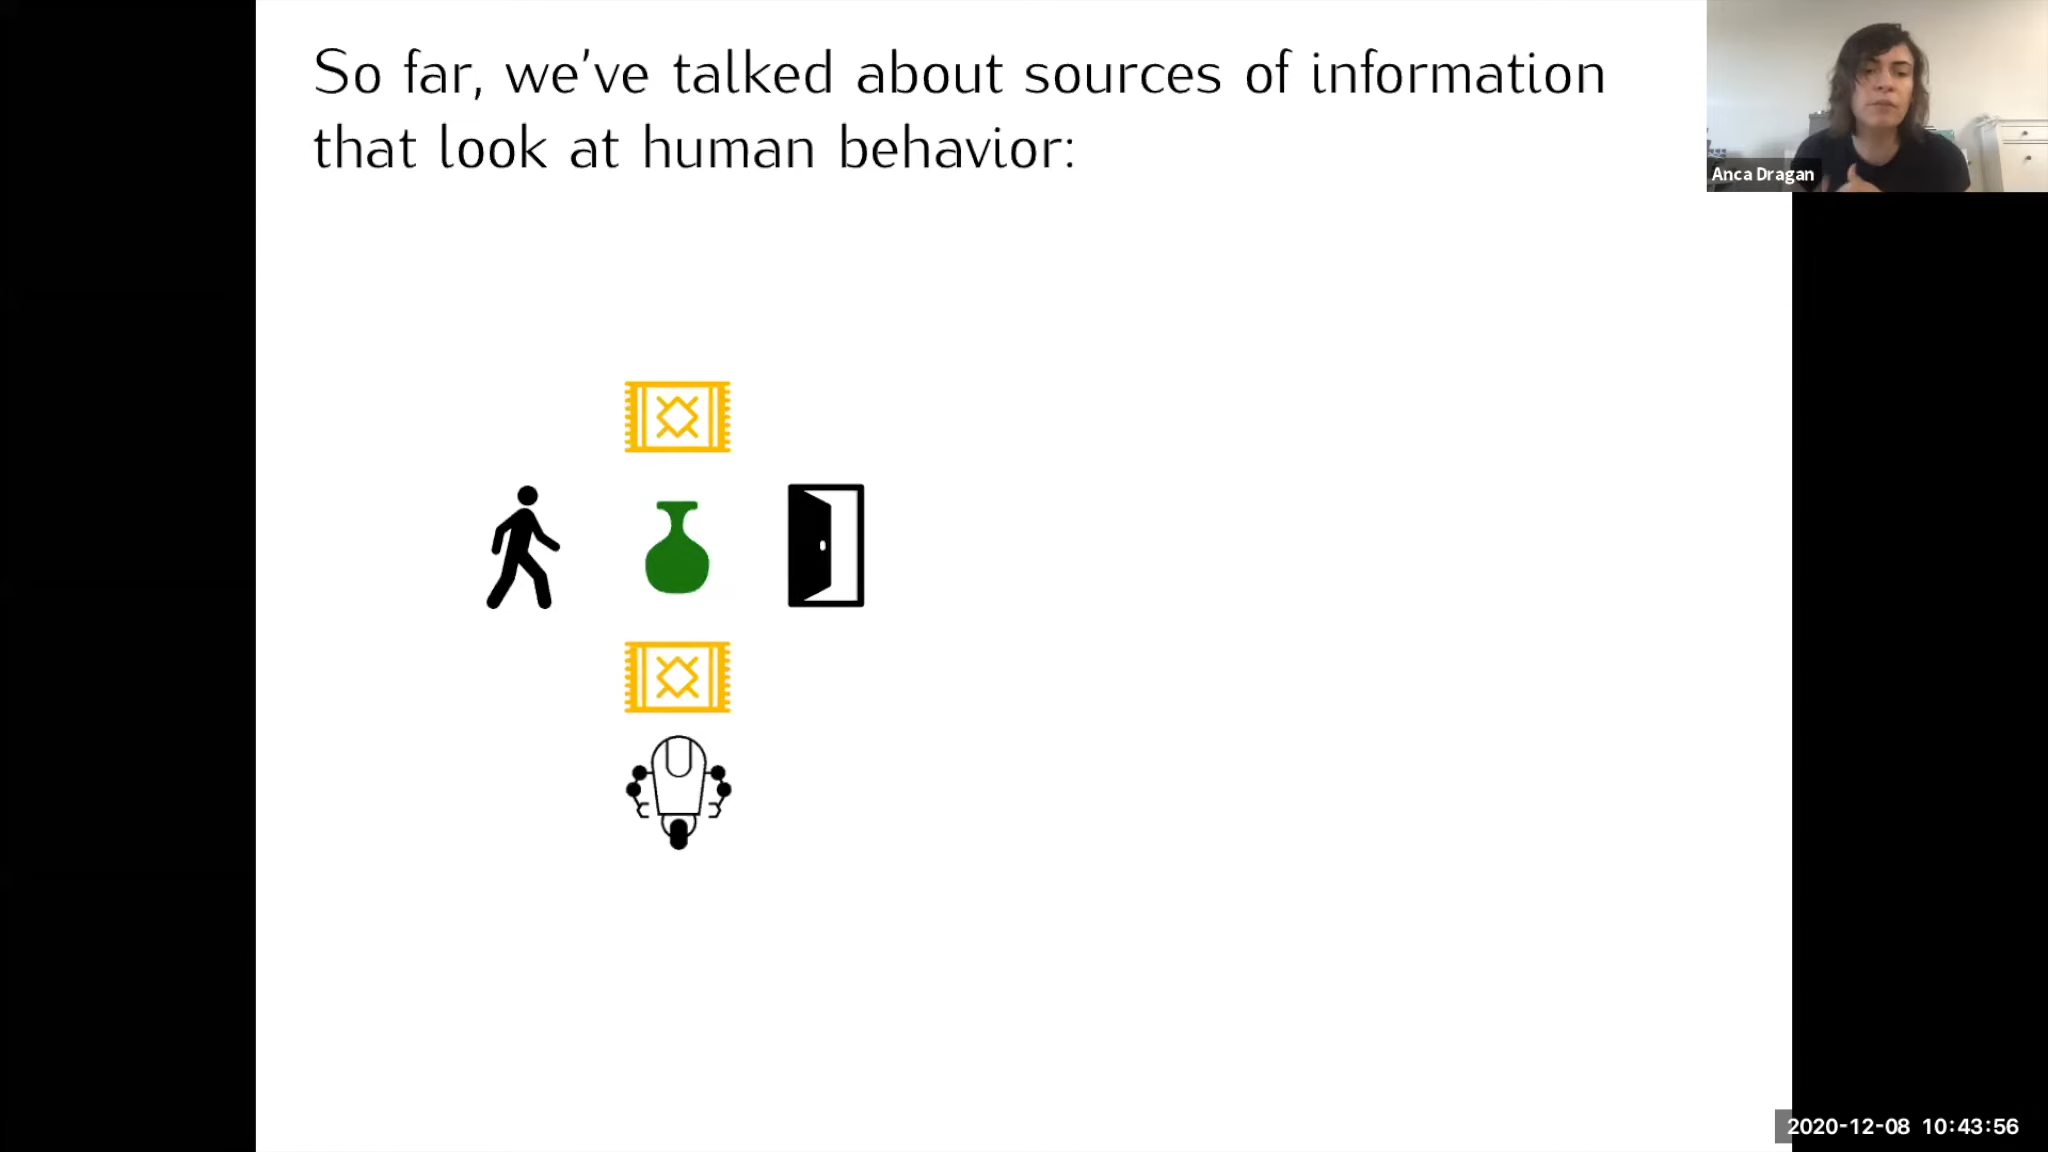 So far, we've talked about sources of information
that look at human behavior:
Anca Dragan
2020-12-08 10:43:56